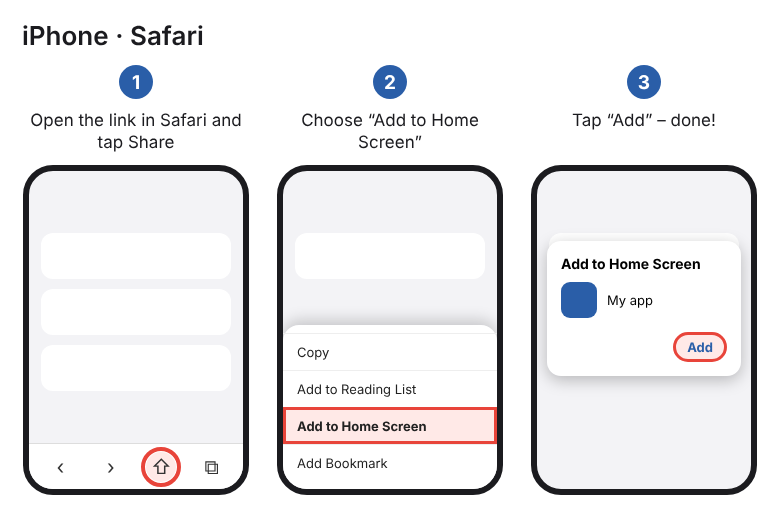 iPhone · Safari
1
Open the link in Safari and
tap Share
2
Choose “Add to Home
Screen”
3
Tap “Add” – done!
Copy
Add to Reading List
Add to Home Screen
Add Bookmark
Add to Home Screen
My app
Add